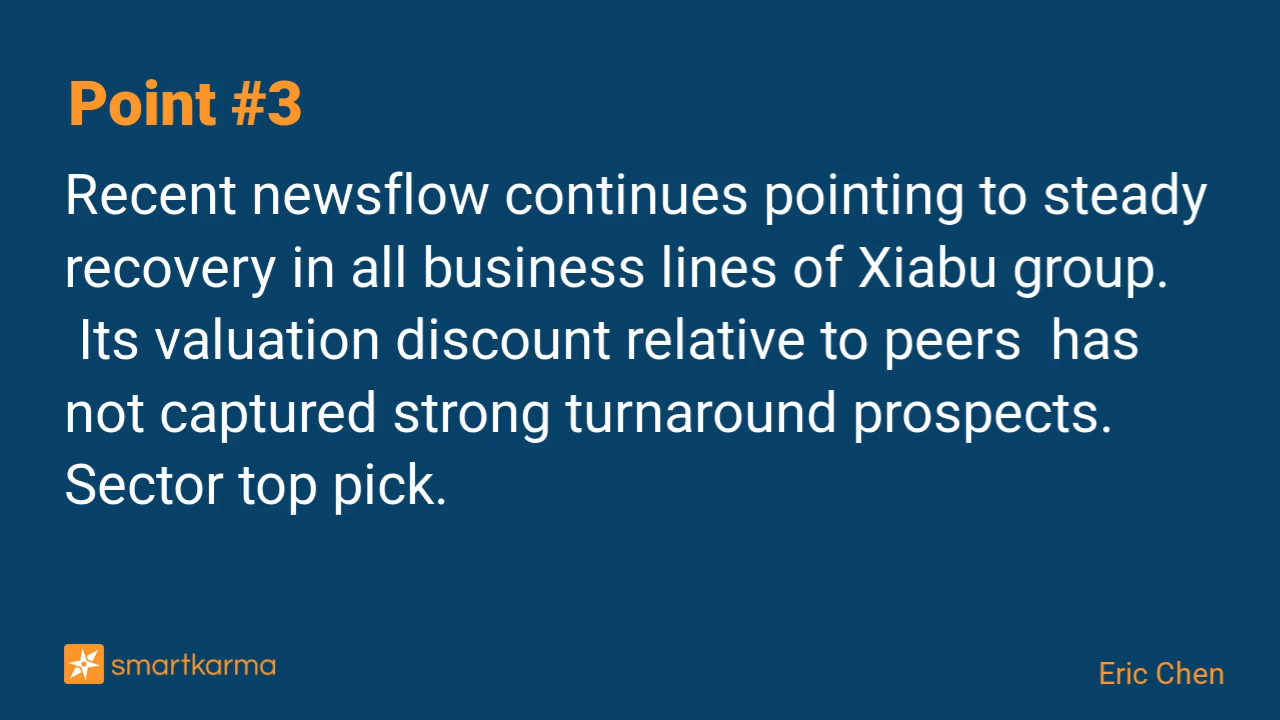 Point #3
Recent newsflow continues pointing to steady
recovery in all business lines of Xiabu group.
Its valuation discount relative to peers  has
not captured strong turnaround prospects.
Sector top pick.
smartkarma
Eric Chen